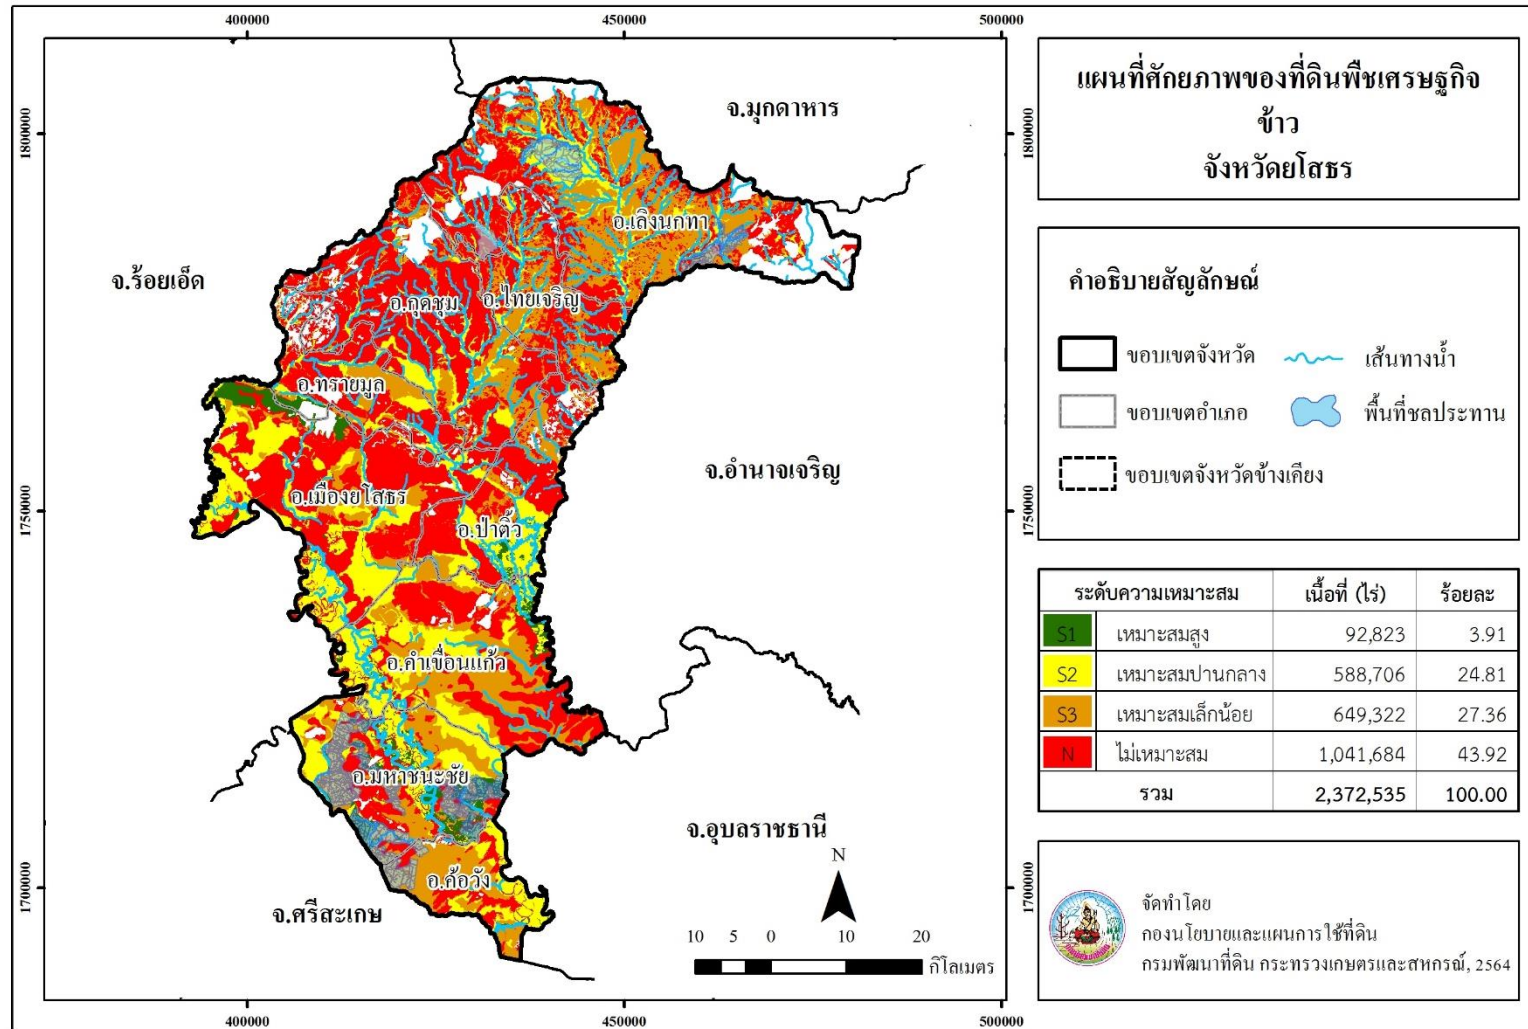 400000
450000
500000
1800000
1750000
1700000
1800000
1750000
1700000
400000
450000
500000
จ.มุกดาหาร
จ.ร้อยเอ็ด
จ.อำนาจเจริญ
จ.อุบลราชธานี
จ.ศรีสะเกษ
อ.เลิงนกทา
อ.กุดชุม
อ.ไทยเจริญ
อ.ทรายมูล
อ.เมืองยโสธร
อ.ป่าติ้ว
อ.คำเขื่อนแก้ว
อ.มหาชนะชัย
อ.ค้อวัง
N
10 5 0 10 20
กิโลเมตร
แผนที่ศักยภาพของที่ดินพืชเศรษฐกิจ
ข้าว
จังหวัดยโสธร
คำอธิบายสัญลักษณ์
ขอบเขตจังหวัด เส้นทางน้ำ
ขอบเขตอำเภอ พื้นที่ชลประทาน
ขอบเขตจังหวัดข้างเคียง
ระดับความเหมาะสม เนื้อที่ (ไร่) ร้อยละ
S1 เหมาะสมสูง 92,823 3.91
S2 เหมาะสมปานกลาง 588,706 24.81
S3 เหมาะสมเล็กน้อย 649,322 27.36
N ไม่เหมาะสม 1,041,684 43.92
รวม 2,372,535 100.00
จัดทำโดย
กองนโยบายและแผนการใช้ที่ดิน
กรมพัฒนาที่ดิน กระทรวงเกษตรและสหกรณ์, 2564